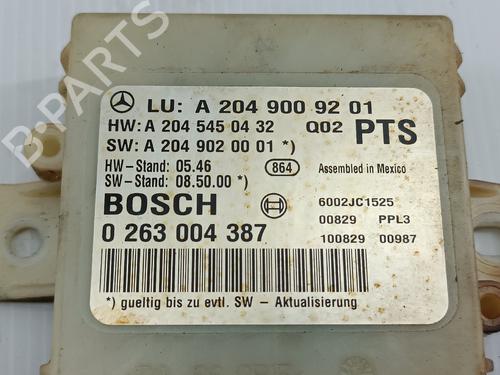 LU: A 204 900 92 01
HW: A 204 545 04 32 Q02 PTS
SW: A 204 902 00 01 *)
HW-Stand: 05.46 864 Assembled in Mexico
SW-Stand: 08.50.00 *)
BOSCH 6002JC1525
0 263 004 387 00829 PPL3
100829 00987
*) gueltig bis zu evtl. SW - Aktualisierung